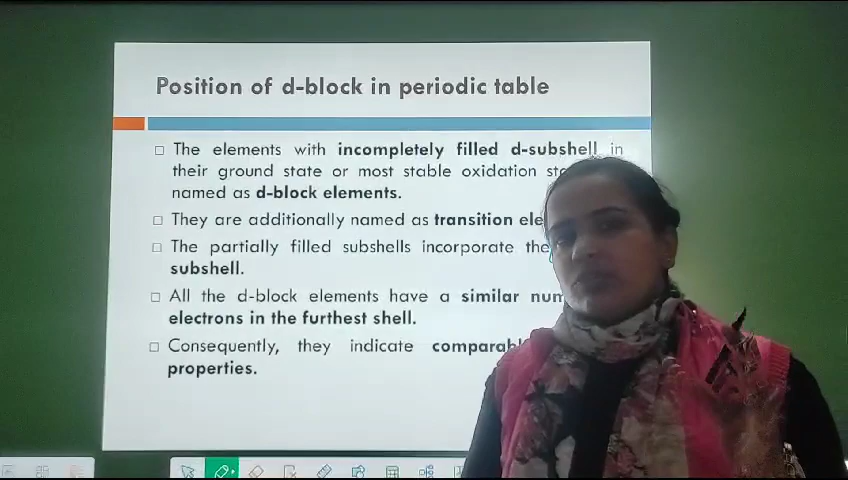 Position of d-block in periodic table
The elements with incompletely filled d-subshell in
their ground state or most stable oxidation
named as d-block elements.
They are additionally named as transition
The partially filled subshells incorporate
subshell.
All the d-block elements have a similar
electrons in the furthest shell.
Consequently, they indicate
properties.